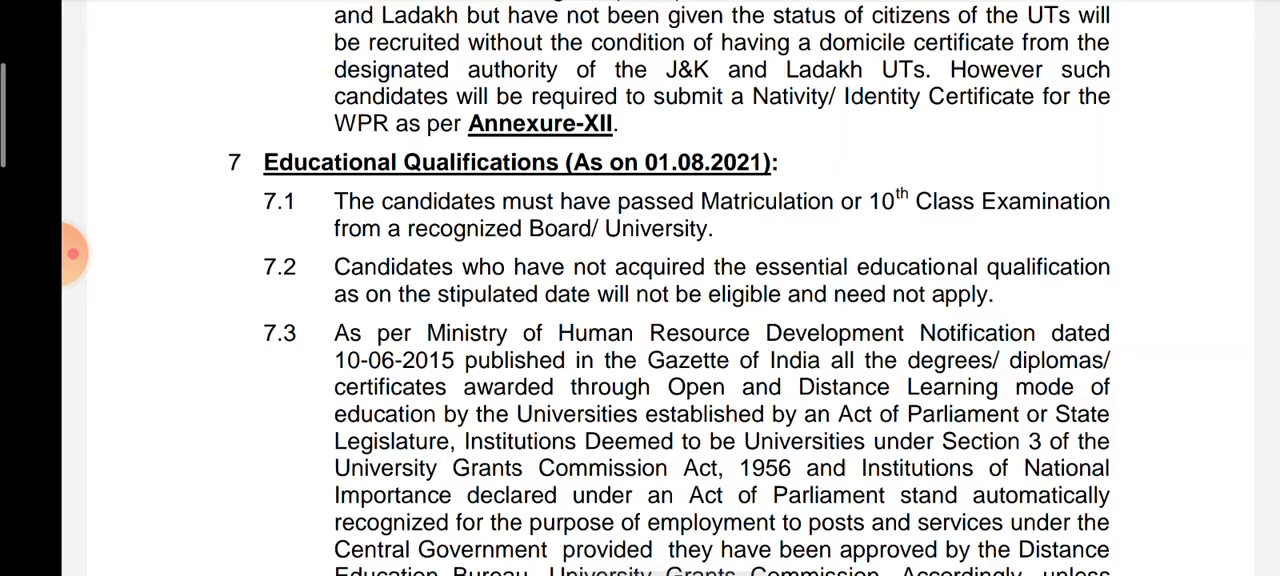 and Ladakh but have not been given the status of citizens of the UTs will
be recruited without the condition of having a domicile certificate from the
designated authority of the J&K and Ladakh UTs. However such
candidates will be required to submit a Nativity/ Identity Certificate for the
WPR as per Annexure-XII.
7 Educational Qualifications (As on 01.08.2021):
7.1 The candidates must have passed Matriculation or 10th Class Examination
from a recognized Board/ University.
7.2 Candidates who have not acquired the essential educational qualification
as on the stipulated date will not be eligible and need not apply.
7.3 As per Ministry of Human Resource Development Notification dated
10-06-2015 published in the Gazette of India all the degrees/ diplomas/
certificates awarded through Open and Distance Learning mode of
education by the Universities established by an Act of Parliament or State
Legislature, Institutions Deemed to be Universities under Section 3 of the
University Grants Commission Act, 1956 and Institutions of National
Importance declared under an Act of Parliament stand automatically
recognized for the purpose of employment to posts and services under the
Central Government provided they have been approved by the Distance
Education Bureau, University Grants Commission. Accordingly, unless